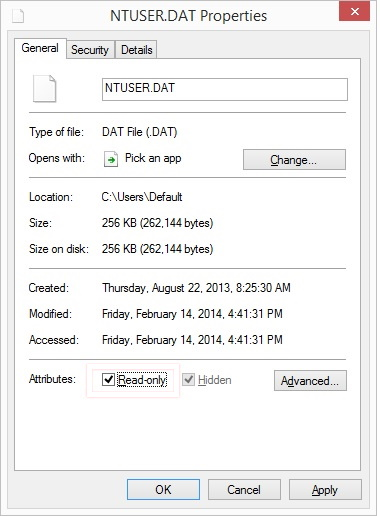 NTUSER.DAT Properties
General Security Details
NTUSER.DAT
Type of file: DAT File (.DAT)
Opens with: Pick an app Change...
Location: C:\Users\Default
Size: 256 KB (262,144 bytes)
Size on disk: 256 KB (262,144 bytes)
Created: Thursday, August 22, 2013, 8:25:30 AM
Modified: Friday, February 14, 2014, 4:41:31 PM
Accessed: Friday, February 14, 2014, 4:41:31 PM
Attributes: Read-only Hidden Advanced...
OK Cancel Apply